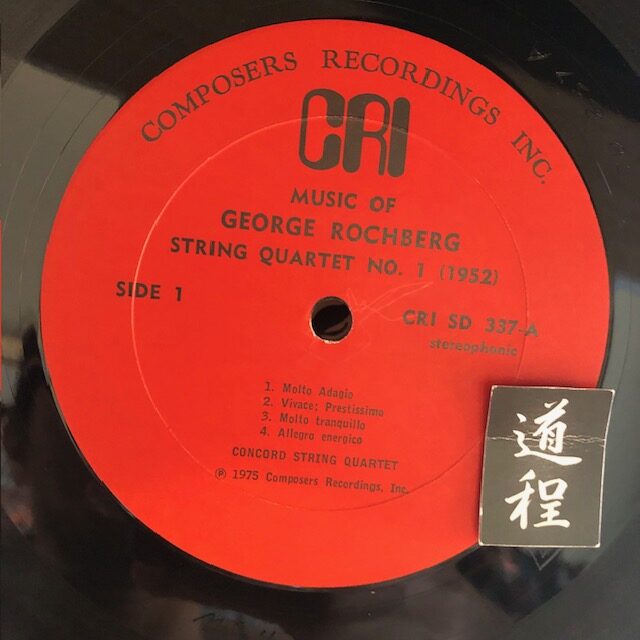 COMPOSERS RECORDINGS INC.
CRI
MUSIC OF
GEORGE ROCHBERG
STRING QUARTET NO. 1 (1952)
SIDE 1
CRI SD 337-A
stereophonic
1. Molto Adagio
2. Vivace; Prestissimo
3. Molto tranquillo
4. Allegro energico
CONCORD STRING QUARTET
℗ 1975 Composers Recordings, Inc.
道
程